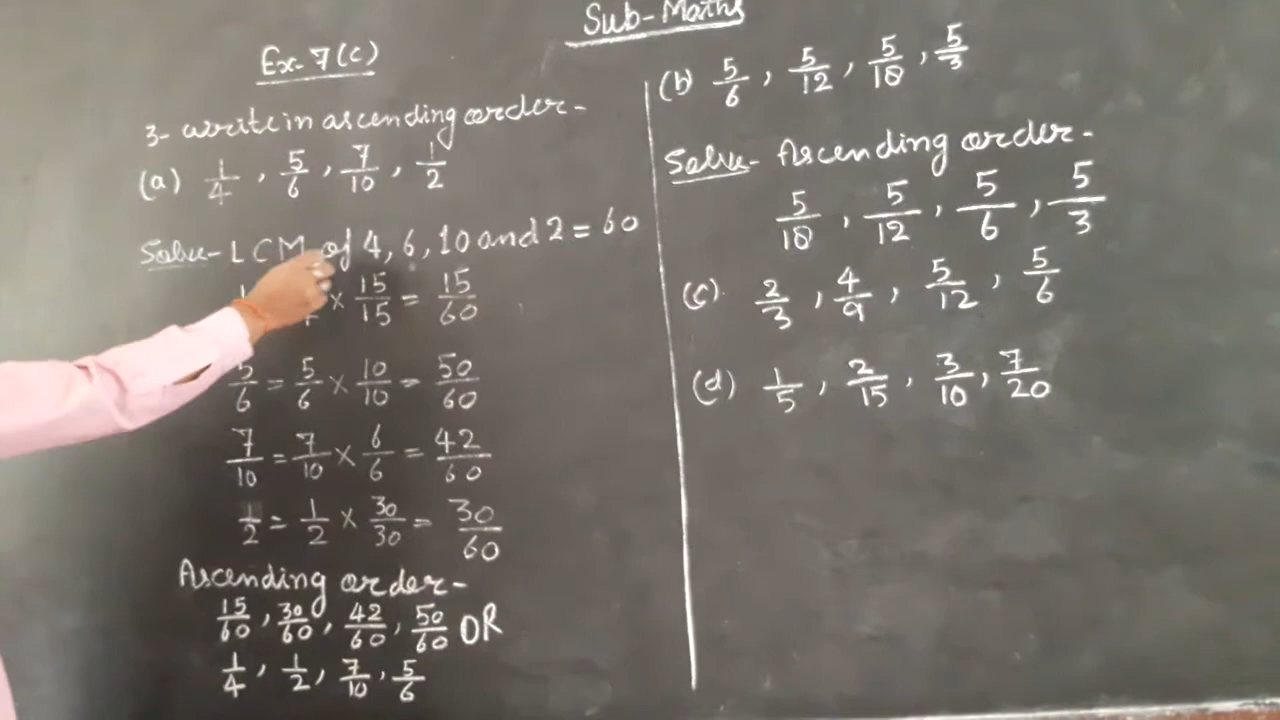 Sub-Maths
Ex-7(c)
3- write in ascending order-
(a) 1/4, 5/6, 7/10, 1/2
Solve- LCM of 4, 6, 10 and 2 = 60
× 15/15 = 15/60
5/6 = 5/6 × 10/10 = 50/60
7/10 = 7/10 × 6/6 = 42/60
1/2 = 1/2 × 30/30 = 30/60
Ascending order-
15/60, 30/60, 42/60, 50/60 OR
1/4, 1/2, 7/10, 5/6
(b) 5/6, 5/12, 5/18, 5/3
Solve- Ascending order-
5/18, 5/12, 5/6, 5/3
(c) 2/3, 4/9, 5/12, 5/6
(d) 1/5, 2/15, 3/10, 7/20